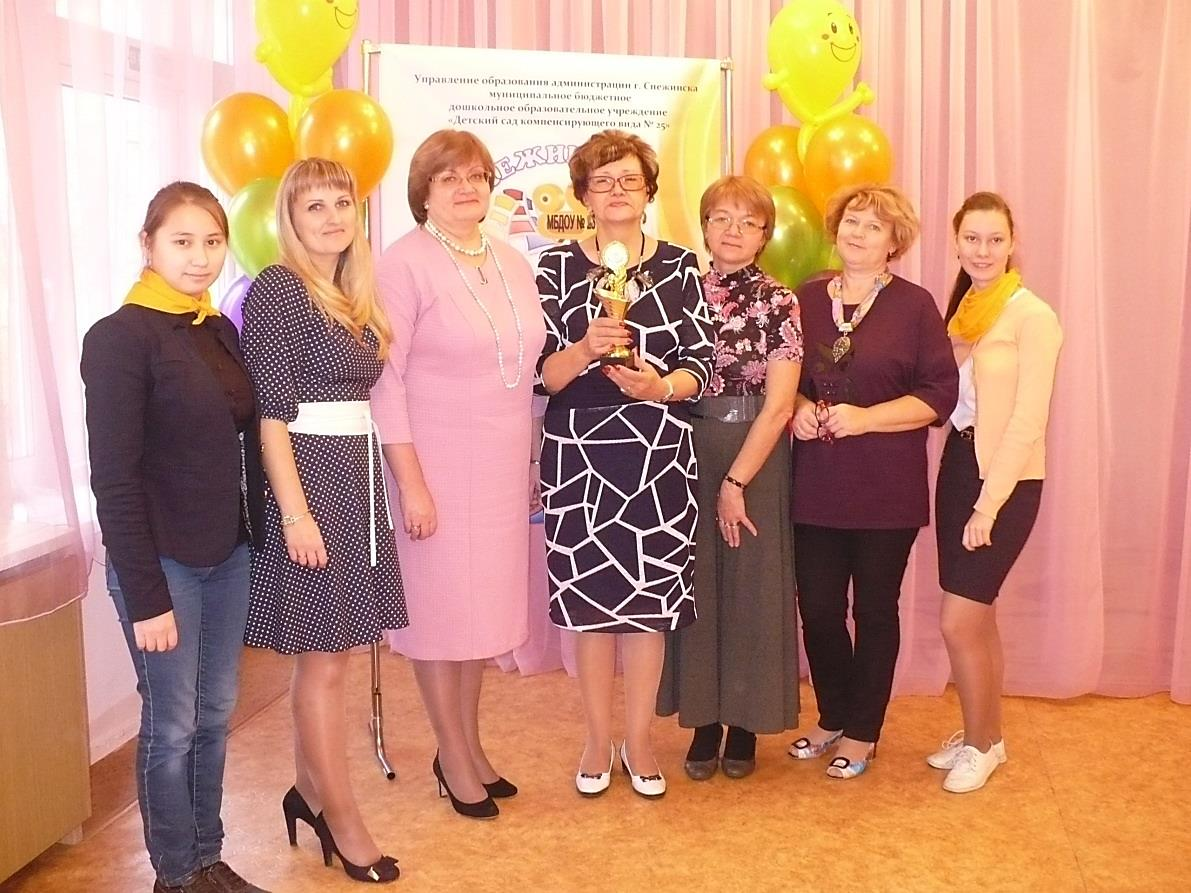 Управление образования администрации г. Снежинска
муниципальное бюджетное
дошкольное образовательное учреждение
«Детский сад компенсирующего вида № 25»
МБДОУ №